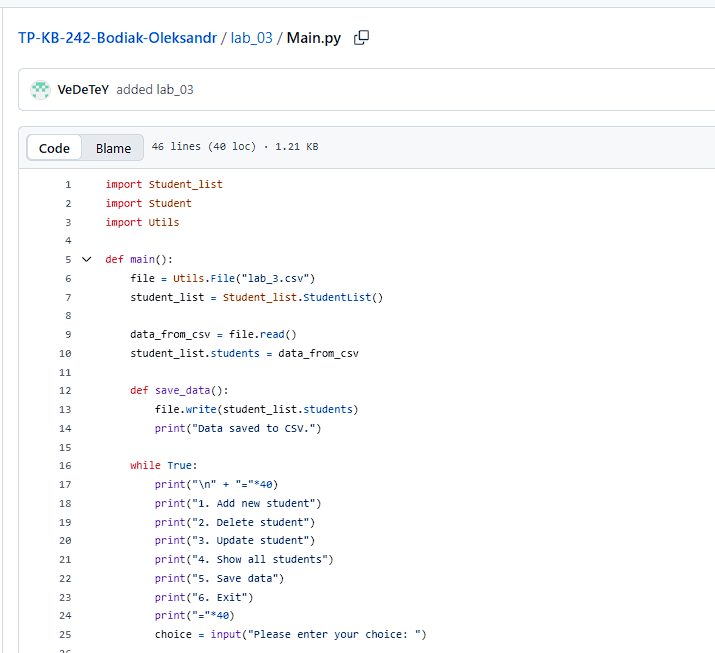 TP-KB-242-Bodiak-Oleksandr / lab_03 / Main.py
VeDeTeY added lab_03
Code Blame 46 lines (40 loc) · 1.21 KB
1 import Student_list
2 import Student
3 import Utils
4
5 def main():
6 file = Utils.File("lab_3.csv")
7 student_list = Student_list.StudentList()
8
9 data_from_csv = file.read()
10 student_list.students = data_from_csv
11
12 def save_data():
13 file.write(student_list.students)
14 print("Data saved to CSV.")
15
16 while True:
17 print("\n" + "="*40)
18 print("1. Add new student")
19 print("2. Delete student")
20 print("3. Update student")
21 print("4. Show all students")
22 print("5. Save data")
23 print("6. Exit")
24 print("="*40)
25 choice = input("Please enter your choice: ")